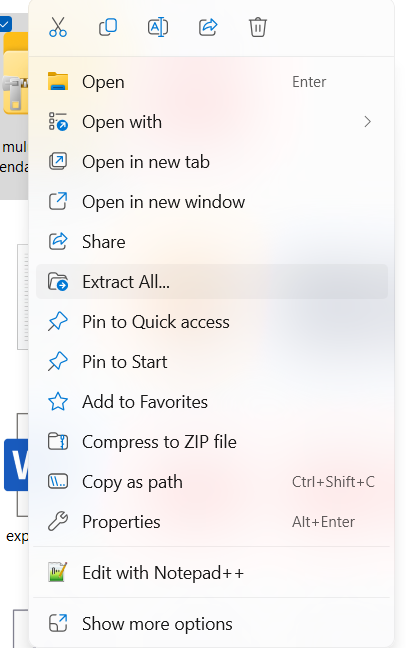 Open Enter
mul
Open with
enda
Open in new tab
Open in new window
Share
Extract All...
Pin to Quick access
Pin to Start
Add to Favorites
Compress to ZIP file
W
Copy as path Ctrl+Shift+C
Properties Alt+Enter
exp
Edit with Notepad++
Show more options